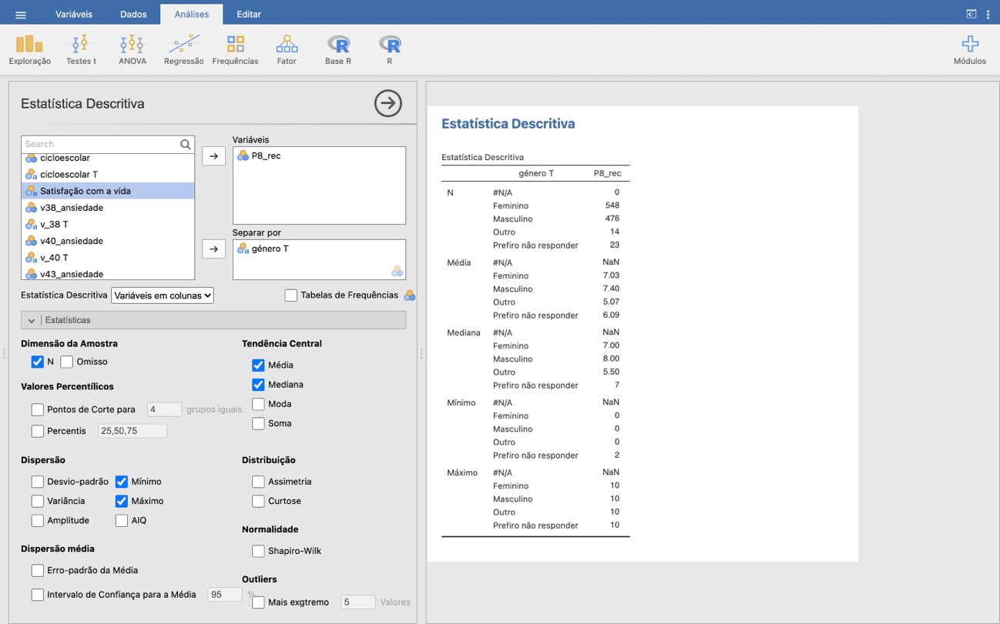 Variáveis
Dados
Análises
Editar
Exploração
Testes t
ANOVA
Regressão
Frequências
Fator
Base R
R
Módulos
Estatística Descritiva
Search
cicloescolar
cicloescolar T
Satisfação com a vida
v38_ansiedade
v_38 T
v40_ansiedade
v_40 T
v43_ansiedade
Variáveis
P8_rec
Separar por
género T
Estatística Descritiva Variáveis em colunas
Tabelas de Frequências
Estatísticas
Dimensão da Amostra
N Omisso
Valores Percentílicos
Pontos de Corte para 4 grupos iguais
Percentis 25,50,75
Dispersão
Desvio-padrão Mínimo
Variância Máximo
Amplitude AIQ
Dispersão média
Erro-padrão da Média
Intervalo de Confiança para a Média 95 %
Tendência Central
Média
Mediana
Moda
Soma
Distribuição
Assimetria
Curtose
Normalidade
Shapiro-Wilk
Outliers
Mais exgtremo 5 Valores
Estatística Descritiva
Estatística Descritiva
género T P8_rec
N #N/A 0
Feminino 548
Masculino 476
Outro 14
Prefiro não responder 23
Média #N/A NaN
Feminino 7.03
Masculino 7.40
Outro 5.07
Prefiro não responder 6.09
Mediana #N/A NaN
Feminino 7.00
Masculino 8.00
Outro 5.50
Prefiro não responder 7
Mínimo #N/A NaN
Feminino 0
Masculino 0
Outro 0
Prefiro não responder 2
Máximo #N/A NaN
Feminino 10
Masculino 10
Outro 10
Prefiro não responder 10